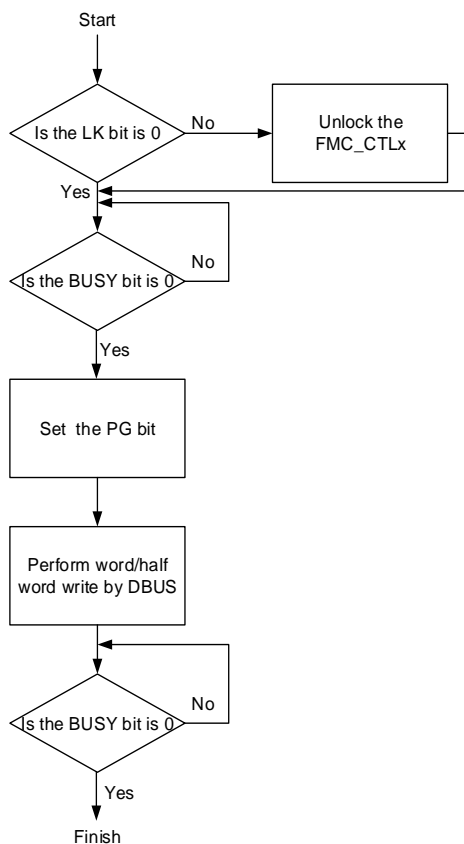 Start
Is the LK bit is 0
No
Unlock the
FMC_CTLx
Yes
Is the BUSY bit is 0
No
Yes
Set the PG bit
Perform word/half
word write by DBUS
Is the BUSY bit is 0
No
Yes
Finish